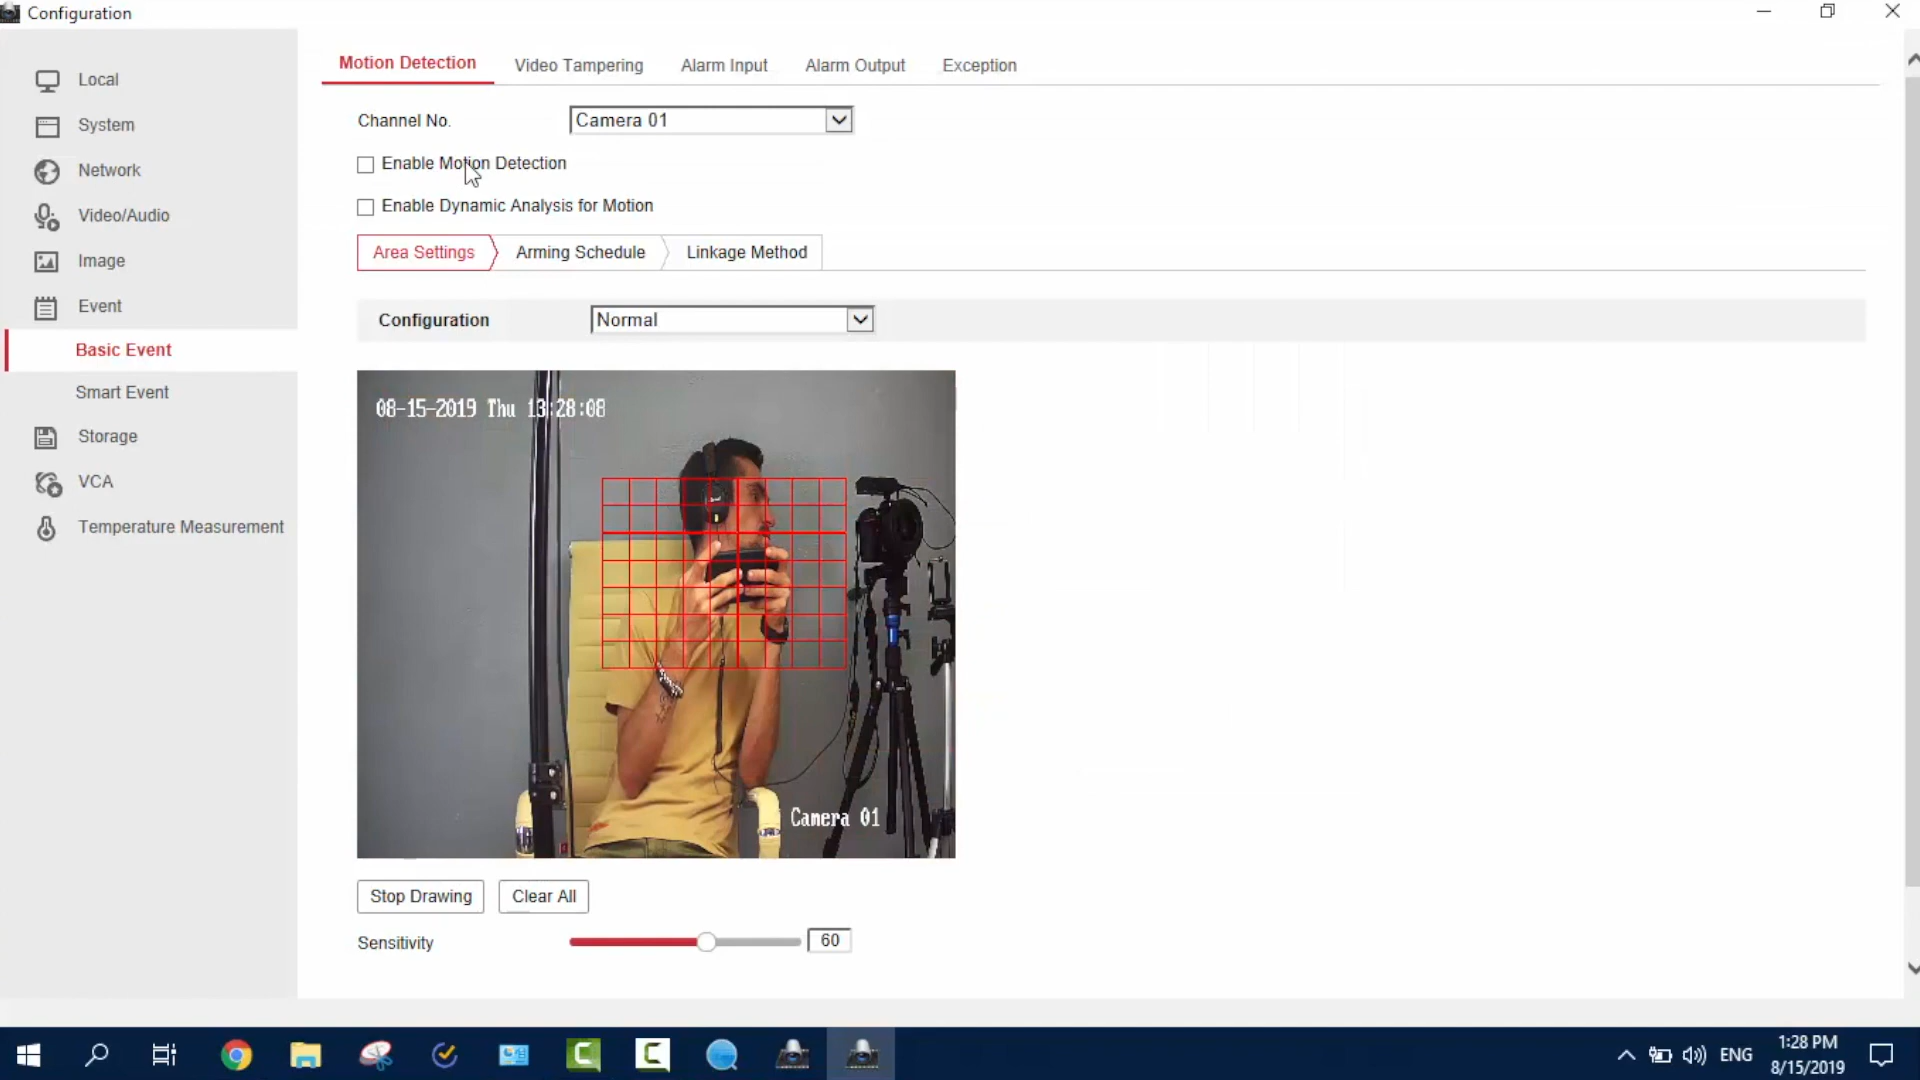 Configuration
Local
System
Network
Video/Audio
Image
Event
Basic Event
Smart Event
Storage
VCA
Temperature Measurement
Motion Detection Video Tampering Alarm Input Alarm Output Exception
Channel No. Camera 01
Enable Motion Detection
Enable Dynamic Analysis for Motion
Area Settings Arming Schedule Linkage Method
Configuration Normal
08-15-2019 Thu 13:28:08
Camera 01
Stop Drawing Clear All
Sensitivity 60
ENG
1:28 PM
8/15/2019